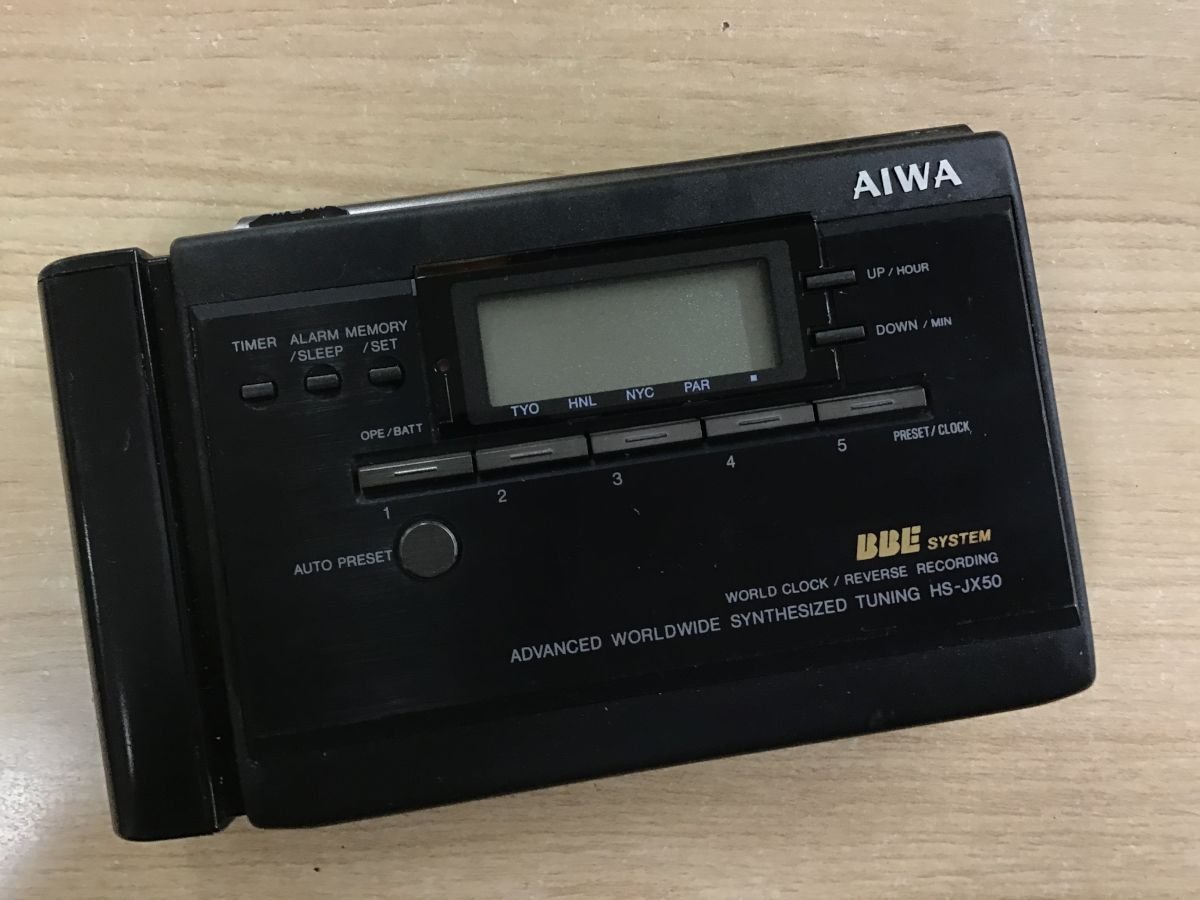 AIWA
UP / HOUR
DOWN / MIN
TIMER
ALARM
/SLEEP
MEMORY
/SET
TYO HNL NYC PAR
OPE/BATT
PRESET/CLOCK
1 2 3 4 5
AUTO PRESET
BBE SYSTEM
WORLD CLOCK / REVERSE RECORDING
ADVANCED WORLDWIDE SYNTHESIZED TUNING HS-JX50